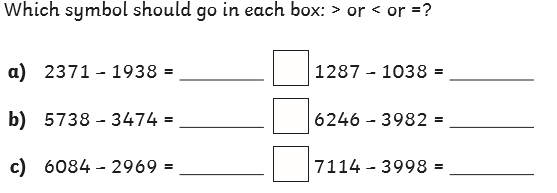 Which symbol should go in each box: > or < or =?
a) 2371 – 1938 = ________ 1287 – 1038 = ________
b) 5738 – 3474 = ________ 6246 – 3982 = ________
c) 6084 – 2969 = ________ 7114 – 3998 = ________